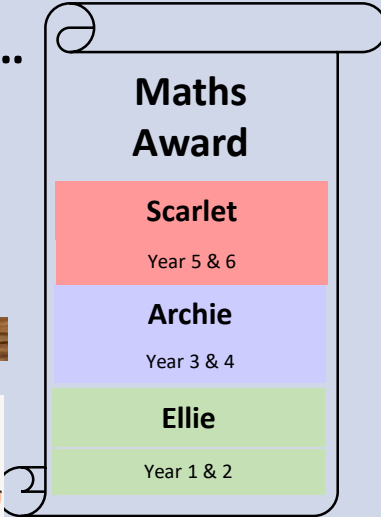 ..
Maths
Award
Scarlet
Year 5 & 6
Archie
Year 3 & 4
Ellie
Year 1 & 2